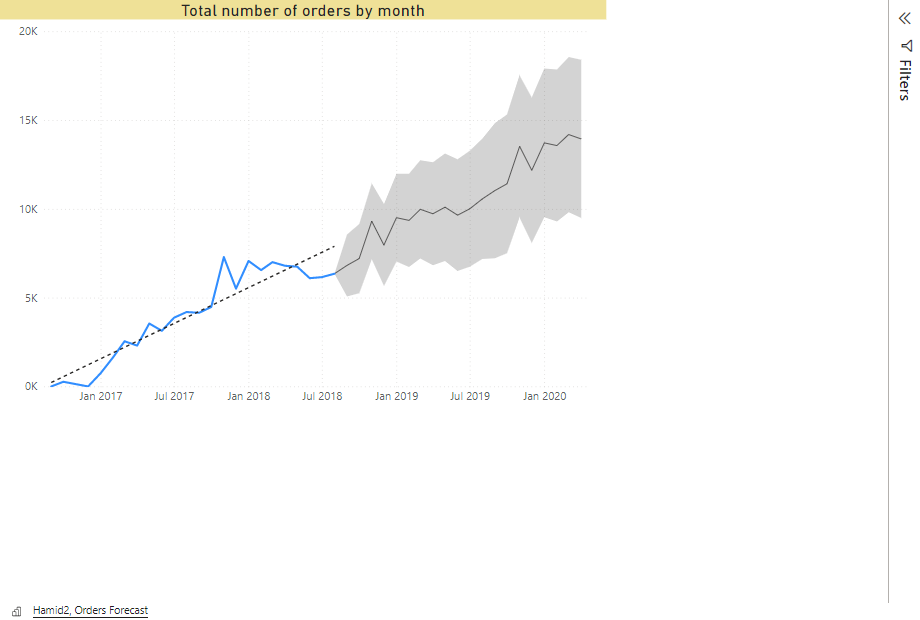 Total number of orders by month
20K
15K
10K
5K
0K
Jan 2017 Jul 2017 Jan 2018 Jul 2018 Jan 2019 Jul 2019 Jan 2020
Filters
Hamid2, Orders Forecast